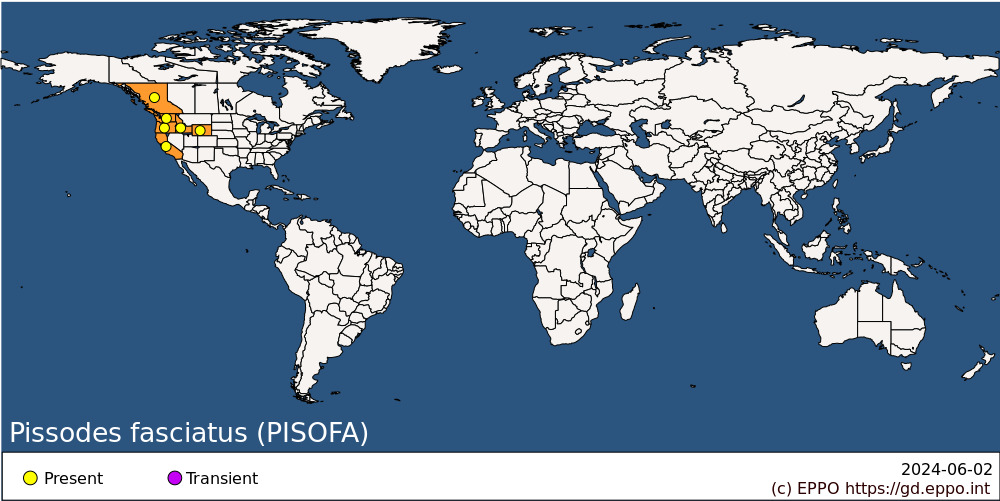 Pissodes fasciatus (PISOFA)
Present
Transient
2024-06-02
(c) EPPO https://gd.eppo.int